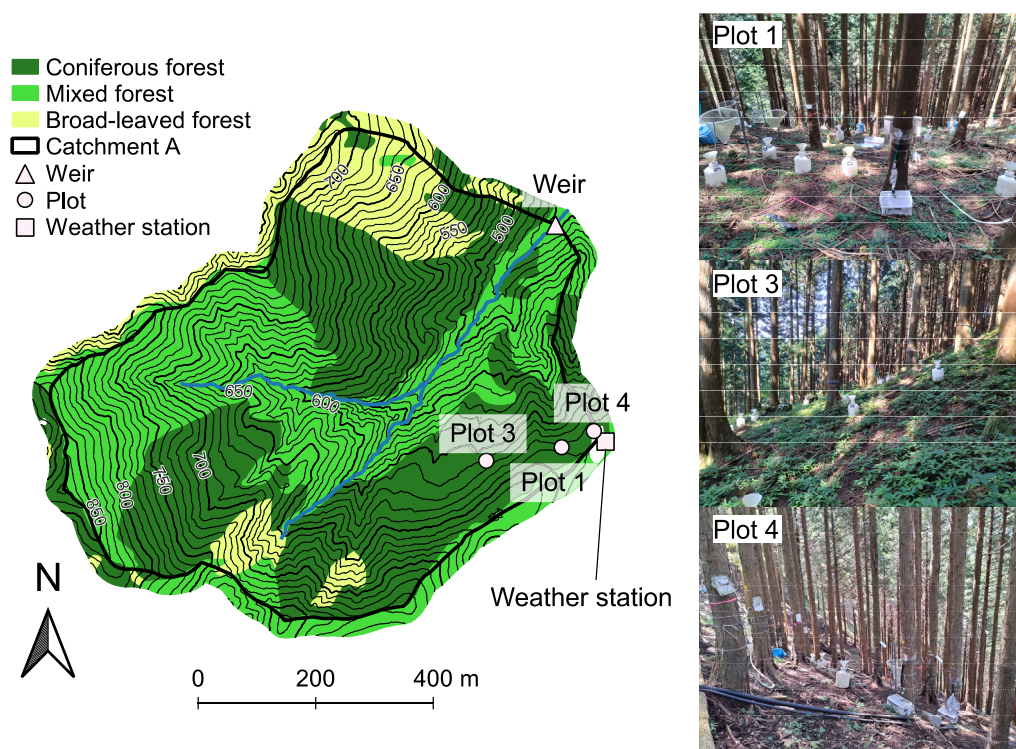 Coniferous forest
Mixed forest
Broad-leaved forest
Catchment A
Weir
Plot
Weather station
Weir
700
650
600
550
500
650
600
700
750
800
850
Plot 4
Plot 3
Plot 1
Weather station
N
0 200 400 m
Plot 1
Plot 3
Plot 4